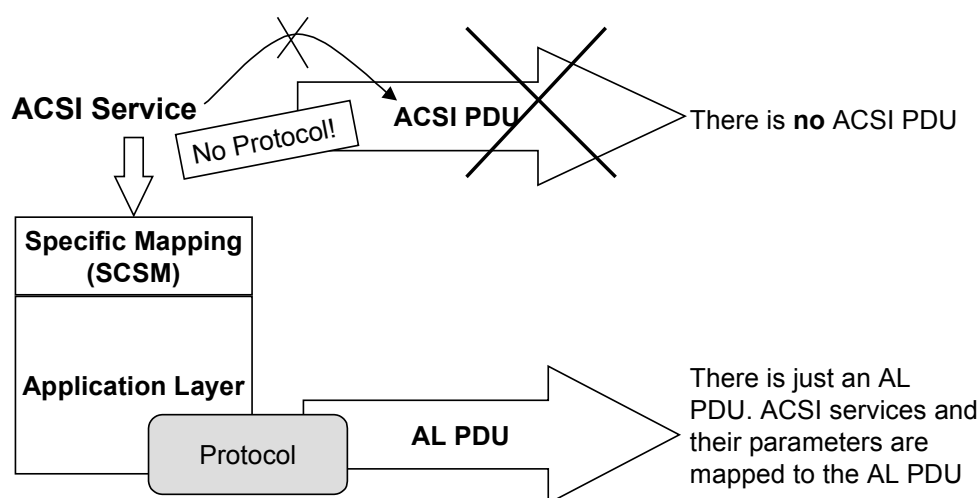 ACSI Service
No Protocol!
ACSI PDU
There is no ACSI PDU
Specific Mapping
(SCSM)
Application Layer
Protocol
AL PDU
There is just an AL
PDU. ACSI services and
their parameters are
mapped to the AL PDU